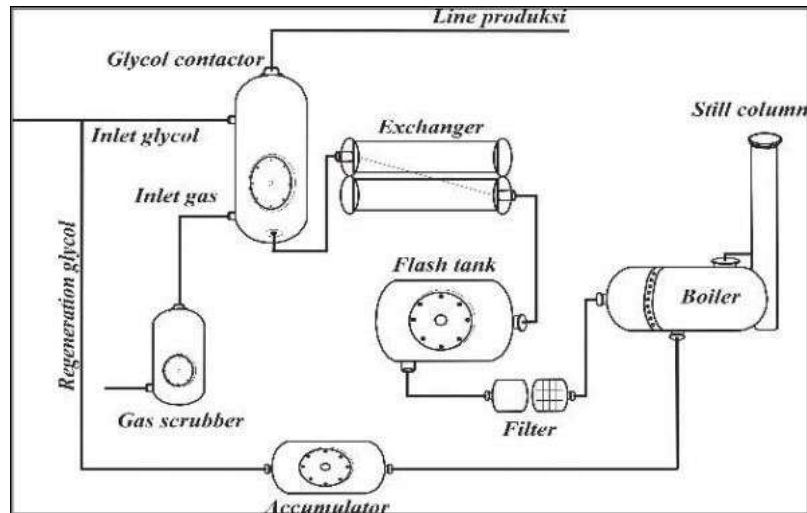 Line produksi
Glycol contactor
Still column
Inlet glycol
Exchanger
Inlet gas
Flash tank
Boiler
Regeneration glycol
Gas scrubber
Filter
Accumulator